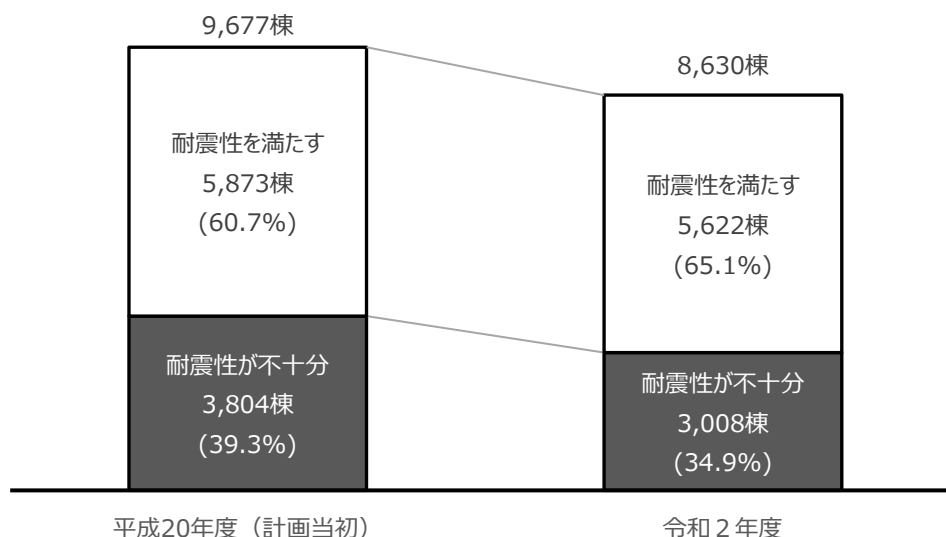 9,677棟
耐震性を満たす
5,873棟
(60.7%)
耐震性が不十分
3,804棟
(39.3%)
平成20年度（計画当初）
8,630棟
耐震性を満たす
5,622棟
(65.1%)
耐震性が不十分
3,008棟
(34.9%)
令和２年度